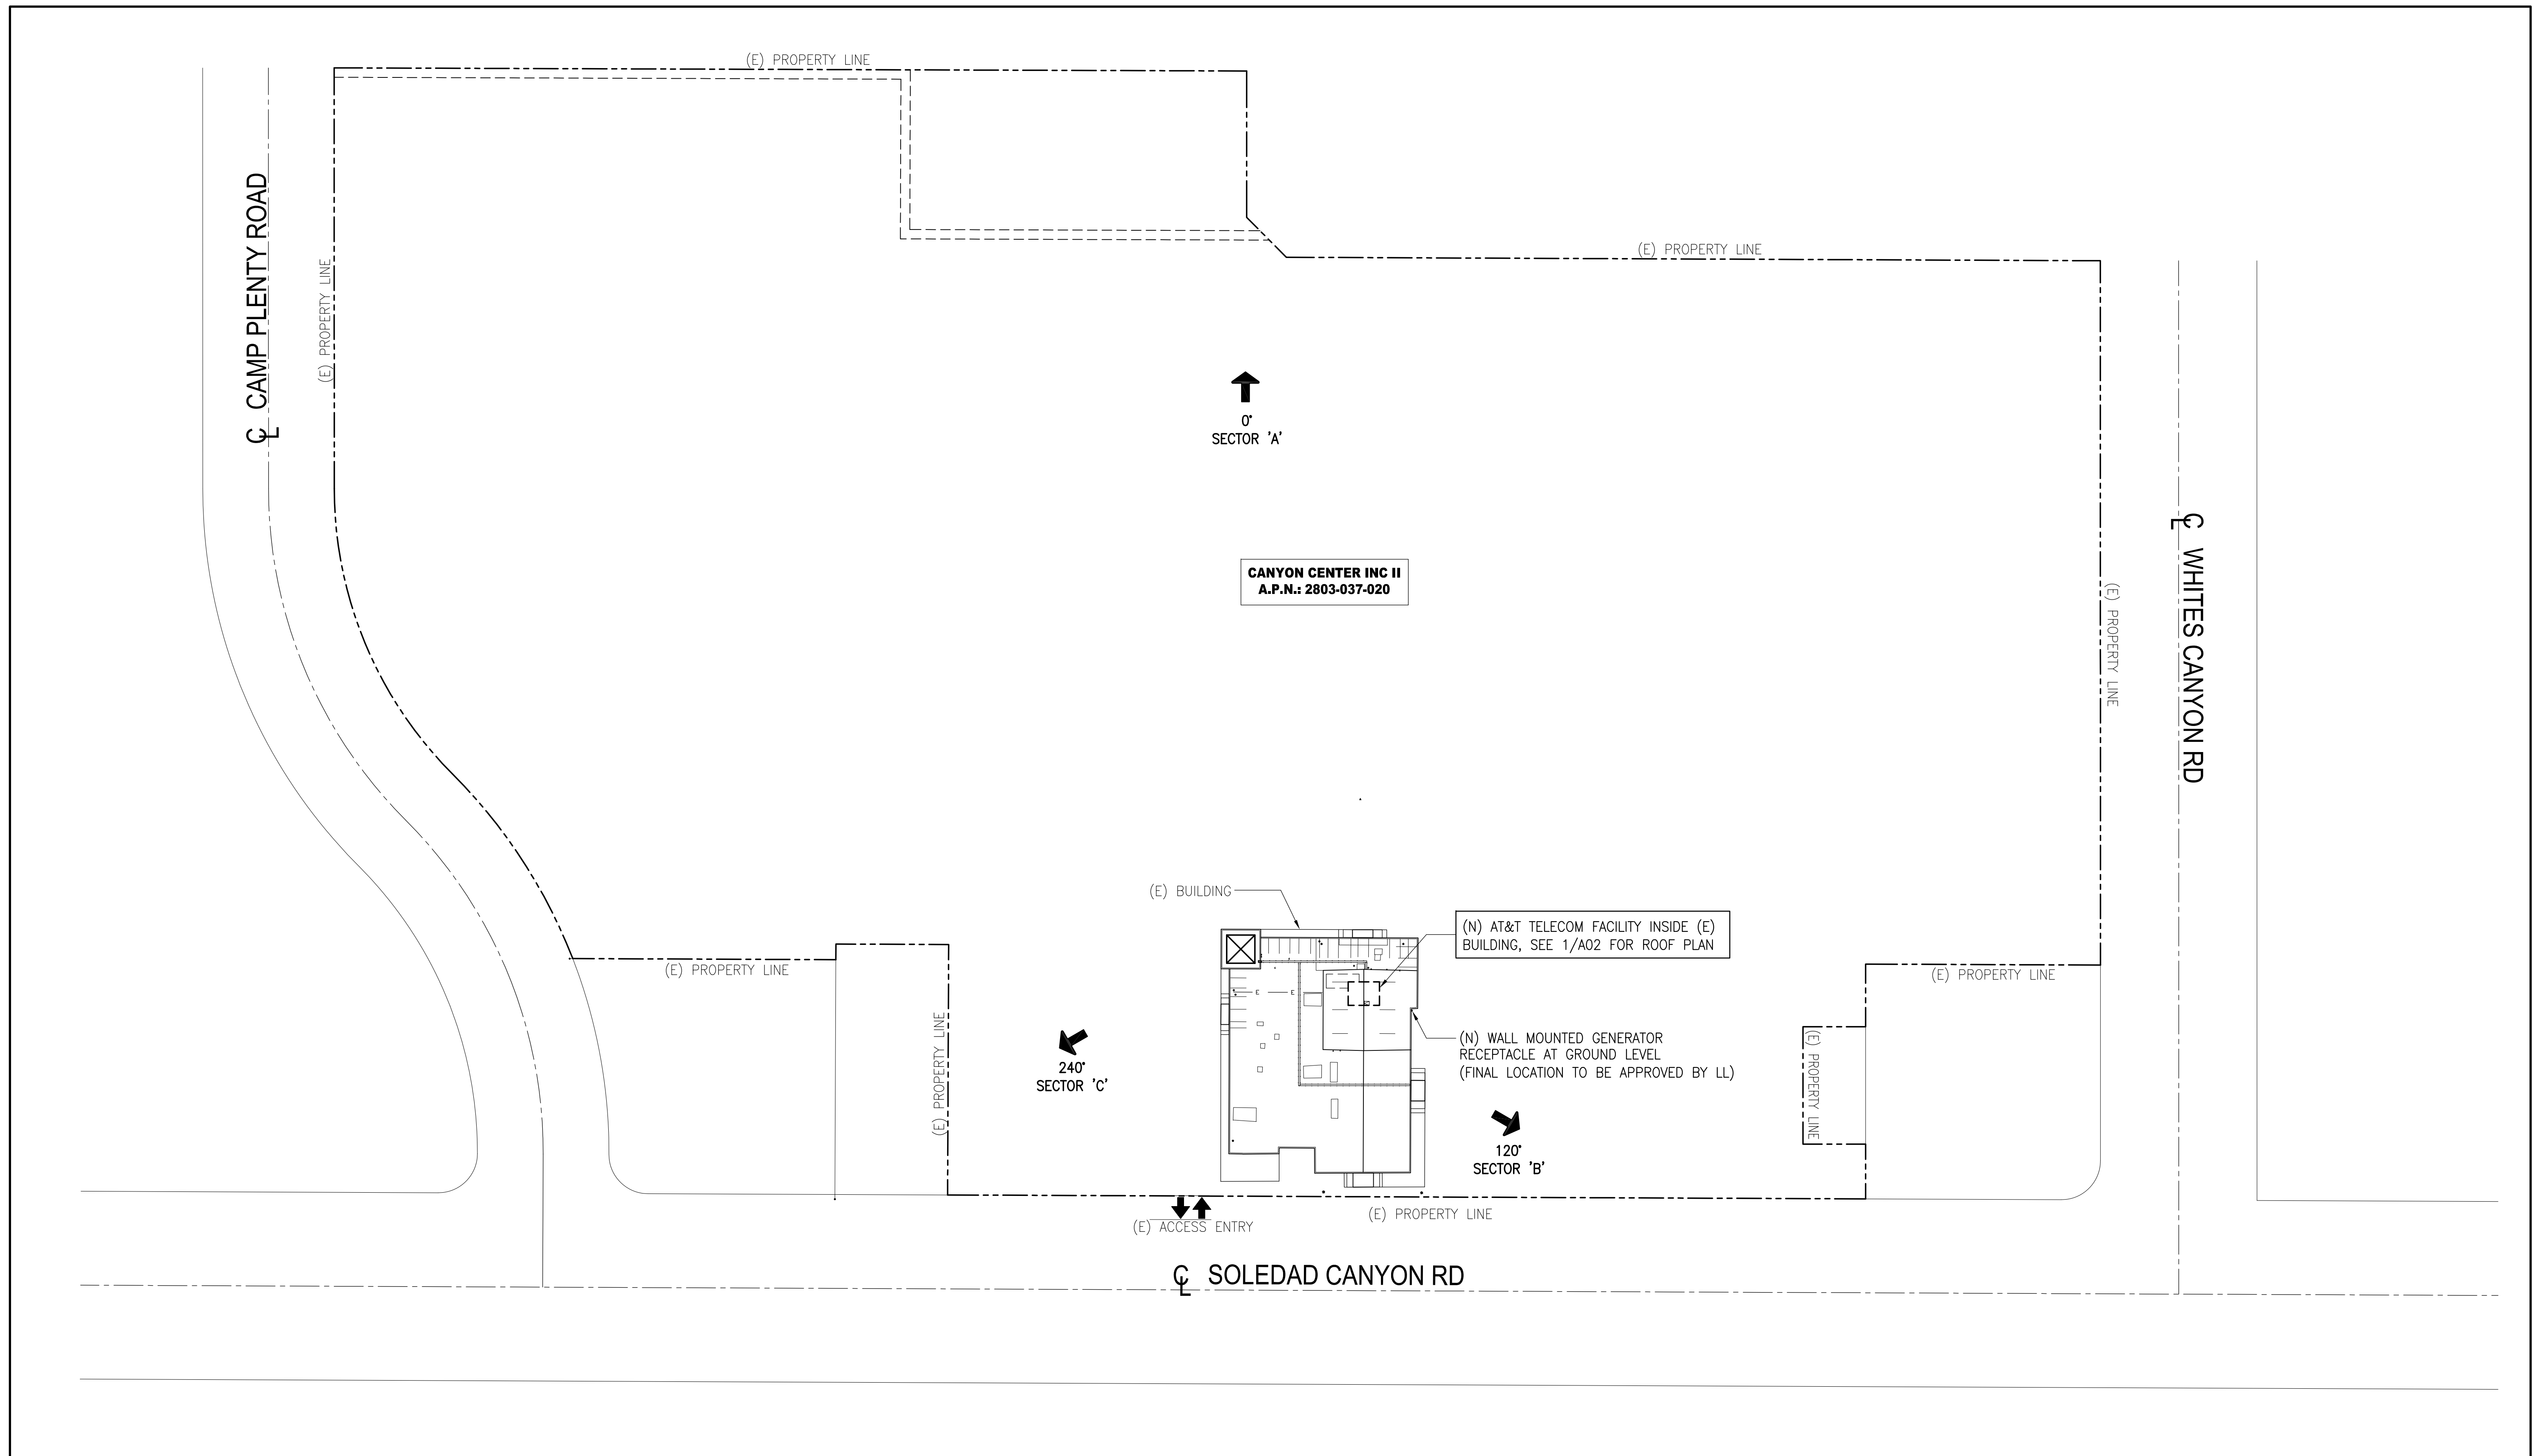 (E) PROPERTY LINE
(E) PROPERTY LINE
CL CAMP PLENTY ROAD
(E) PROPERTY LINE
0°
SECTOR 'A'
CL WHITES CANYON RD
CANYON CENTER INC II
A.P.N.: 2803-037-020
(E) PROPERTY LINE
(E) BUILDING
(N) AT&T TELECOM FACILITY INSIDE (E)
BUILDING, SEE 1/A02 FOR ROOF PLAN
(E) PROPERTY LINE
(E) PROPERTY LINE
E E
(E) PROPERTY LINE
(N) WALL MOUNTED GENERATOR
RECEPTACLE AT GROUND LEVEL
(FINAL LOCATION TO BE APPROVED BY LL)
(E) PROPERTY LINE
240°
SECTOR 'C'
120°
SECTOR 'B'
(E) PROPERTY LINE
(E) ACCESS ENTRY
CL SOLEDAD CANYON RD